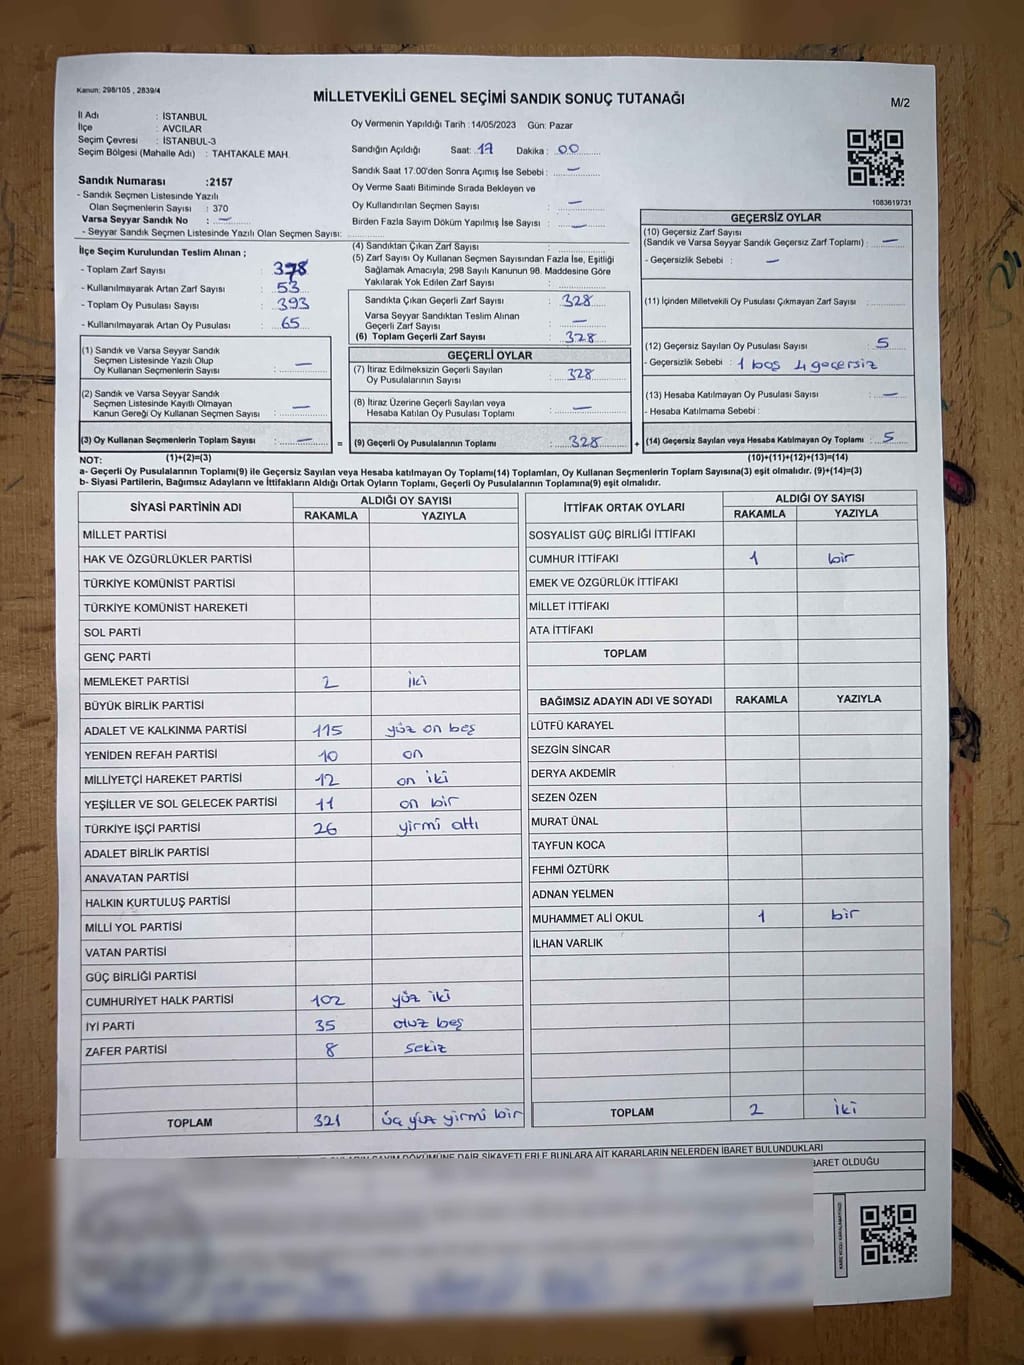 Kanun: 298/105 , 2839/4
MİLLETVEKİLİ GENEL SEÇİMİ SANDIK SONUÇ TUTANAĞI
M/2
İl Adı : İSTANBUL
İlçe : AVCILAR
Seçim Çevresi : İSTANBUL-3
Seçim Bölgesi (Mahalle Adı) : TAHTAKALE MAH.
Sandık Numarası :2157
- Sandık Seçmen Listesinde Yazılı
Olan Seçmenlerin Sayısı : 370
Varsa Seyyar Sandık No : —
- Seyyar Sandık Seçmen Listesinde Yazılı Olan Seçmen Sayısı:
Oy Vermenin Yapıldığı Tarih : 14/05/2023 Gün: Pazar
Sandığın Açıldığı Saat: 17 Dakika : 00
Sandık Saat 17.00'den Sonra Açımış İse Sebebi : —
Oy Verme Saati Bitiminde Sırada Bekleyen ve
Oy Kullandırılan Seçmen Sayısı : —
Birden Fazla Sayım Döküm Yapılmış İse Sayısı : —
1083619731
İlçe Seçim Kurulundan Teslim Alınan ;
- Toplam Zarf Sayısı : 378
- Kullanılmayarak Artan Zarf Sayısı : 53
- Toplam Oy Pusulası Sayısı : 393
- Kullanılmayarak Artan Oy Pusulası : 65
(1) Sandık ve Varsa Seyyar Sandık
Seçmen Listesinde Yazılı Olup
Oy Kullanan Seçmenlerin Sayısı : —
(2) Sandık ve Varsa Seyyar Sandık
Seçmen Listesinde Kayıtlı Olmayan
Kanun Gereği Oy Kullanan Seçmen Sayısı : —
(3) Oy Kullanan Seçmenlerin Toplam Sayısı : — =
(4) Sandıktan Çıkan Zarf Sayısı :
(5) Zarf Sayısı Oy Kullanan Seçmen Sayısından Fazla İse, Eşitliği
Sağlamak Amacıyla; 298 Sayılı Kanunun 98. Maddesine Göre
Yakılarak Yok Edilen Zarf Sayısı :
Sandıkta Çıkan Geçerli Zarf Sayısı : 328
Varsa Seyyar Sandıktan Teslim Alınan
Geçerli Zarf Sayısı : —
(6) Toplam Geçerli Zarf Sayısı : 328
GEÇERLİ OYLAR
(7) İtiraz Edilmeksizin Geçerli Sayılan
Oy Pusulalarının Sayısı : 328
(8) İtiraz Üzerine Geçerli Sayılan veya
Hesaba Katılan Oy Pusulası Toplamı : —
(9) Geçerli Oy Pusulalarının Toplamı : 328 +
GEÇERSİZ OYLAR
(10) Geçersiz Zarf Sayısı
(Sandık ve Varsa Seyyar Sandık Geçersiz Zarf Toplamı) : —
- Geçersizlik Sebebi : —
(11) İçinden Milletvekili Oy Pusulası Çıkmayan Zarf Sayısı :
(12) Geçersiz Sayılan Oy Pusulası Sayısı : 5
- Geçersizlik Sebebi : 1 boş 4 geçersiz
(13) Hesaba Katılmayan Oy Pusulası Sayısı : —
- Hesaba Katılmama Sebebi :
(14) Geçersiz Sayılan veya Hesaba Katılmayan Oy Toplamı : 5
NOT: (1)+(2)=(3)
(10)+(11)+(12)+(13)=(14)
a- Geçerli Oy Pusulalarının Toplamı(9) ile Geçersiz Sayılan veya Hesaba katılmayan Oy Toplamı(14) Toplamları, Oy Kullanan Seçmenlerin Toplam Sayısına(3) eşit olmalıdır. (9)+(14)=(3)
b- Siyasi Partilerin, Bağımsız Adayların ve İttifakların Aldığı Ortak Oyların Toplamı, Geçerli Oy Pusulalarının Toplamına(9) eşit olmalıdır.
SİYASİ PARTİNİN ADI ALDIĞI OY SAYISI
RAKAMLA YAZIYLA
MİLLET PARTİSİ
HAK VE ÖZGÜRLÜKLER PARTİSİ
TÜRKİYE KOMÜNİST PARTİSİ
TÜRKİYE KOMÜNİST HAREKETİ
SOL PARTİ
GENÇ PARTİ
MEMLEKET PARTİSİ 2 iki
BÜYÜK BİRLİK PARTİSİ
ADALET VE KALKINMA PARTİSİ 115 yüz on beş
YENİDEN REFAH PARTİSİ 10 on
MİLLİYETÇİ HAREKET PARTİSİ 12 on iki
YEŞİLLER VE SOL GELECEK PARTİSİ 11 on bir
TÜRKİYE İŞÇİ PARTİSİ 26 yirmi altı
ADALET BİRLİK PARTİSİ
ANAVATAN PARTİSİ
HALKIN KURTULUŞ PARTİSİ
MİLLİ YOL PARTİSİ
VATAN PARTİSİ
GÜÇ BİRLİĞİ PARTİSİ
CUMHURİYET HALK PARTİSİ 102 yüz iki
İYİ PARTİ 35 otuz beş
ZAFER PARTİSİ 8 sekiz
TOPLAM 321 üç yüz yirmi bir
İTTİFAK ORTAK OYLARI ALDIĞI OY SAYISI
RAKAMLA YAZIYLA
SOSYALİST GÜÇ BİRLİĞİ İTTİFAKI
CUMHUR İTTİFAKI 1 bir
EMEK VE ÖZGÜRLÜK İTTİFAKI
MİLLET İTTİFAKI
ATA İTTİFAKI
TOPLAM
BAĞIMSIZ ADAYIN ADI VE SOYADI RAKAMLA YAZIYLA
LÜTFÜ KARAYEL
SEZGİN SİNCAR
DERYA AKDEMİR
SEZEN ÖZEN
MURAT ÜNAL
TAYFUN KOCA
FEHMİ ÖZTÜRK
ADNAN YELMEN
MUHAMMET ALİ OKUL 1 bir
İLHAN VARLIK
TOPLAM 2 iki
DÖKÜMÜNE DAİR ŞİKAYETLERLE BUNLARA AİT KARARLARIN NELERDEN İBARET BULUNDUKLARI
İBARET OLDUĞU